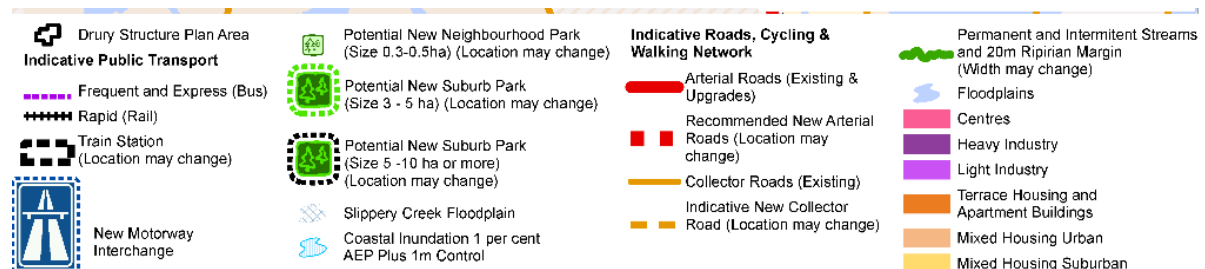 Drury Structure Plan Area
Indicative Public Transport
Frequent and Express (Bus)
Rapid (Rail)
Train Station
(Location may change)
New Motorway
Interchange
Potential New Neighbourhood Park
(Size 0.3-0.5ha) (Location may change)
Potential New Suburb Park
(Size 3 - 5 ha) (Location may change)
Potential New Suburb Park
(Size 5 -10 ha or more)
(Location may change)
Slippery Creek Floodplain
Coastal Inundation 1 per cent
AEP Plus 1m Control
Indicative Roads, Cycling &
Walking Network
Arterial Roads (Existing &
Upgrades)
Recommended New Arterial
Roads (Location may
change)
Collector Roads (Existing)
Indicative New Collector
Road (Location may change)
Permanent and Intermitent Streams
and 20m Ripirian Margin
(Width may change)
Floodplains
Centres
Heavy Industry
Light Industry
Terrace Housing and
Apartment Buildings
Mixed Housing Urban
Mixed Housing Suburban